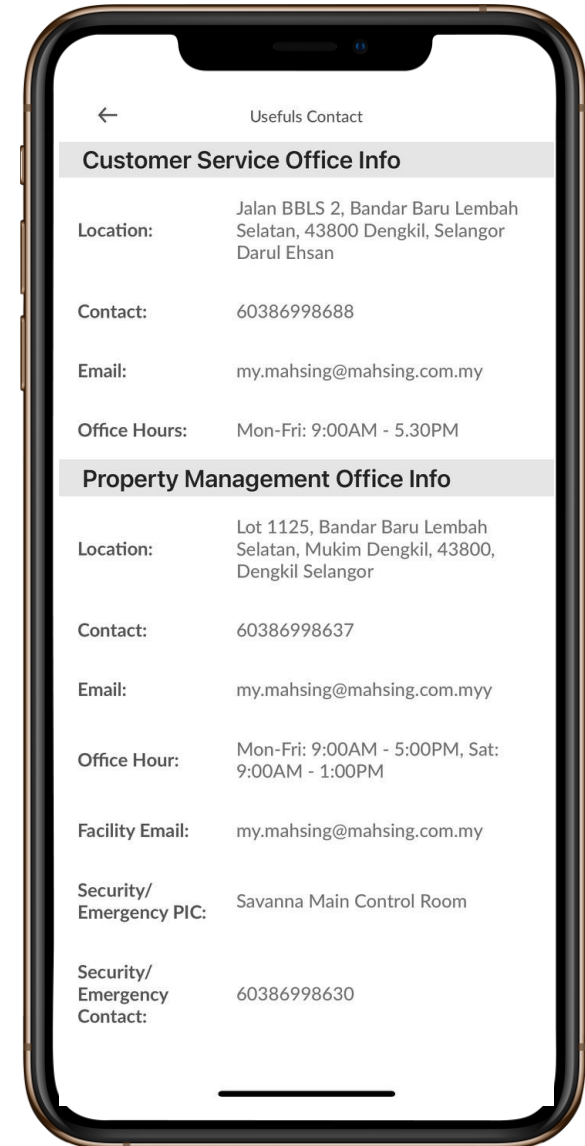 Usefuls Contact
Customer Service Office Info
Location:
Jalan BBLS 2, Bandar Baru Lembah
Selatan, 43800 Dengkil, Selangor
Darul Ehsan
Contact:
60386998688
Email:
my.mahsing@mahsing.com.my
Office Hours:
Mon-Fri: 9:00AM - 5.30PM
Property Management Office Info
Location:
Lot 1125, Bandar Baru Lembah
Selatan, Mukim Dengkil, 43800,
Dengkil Selangor
Contact:
60386998637
Email:
my.mahsing@mahsing.com.myy
Office Hour:
Mon-Fri: 9:00AM - 5:00PM, Sat:
9:00AM - 1:00PM
Facility Email:
my.mahsing@mahsing.com.my
Security/
Emergency PIC:
Savanna Main Control Room
Security/
Emergency
Contact:
60386998630